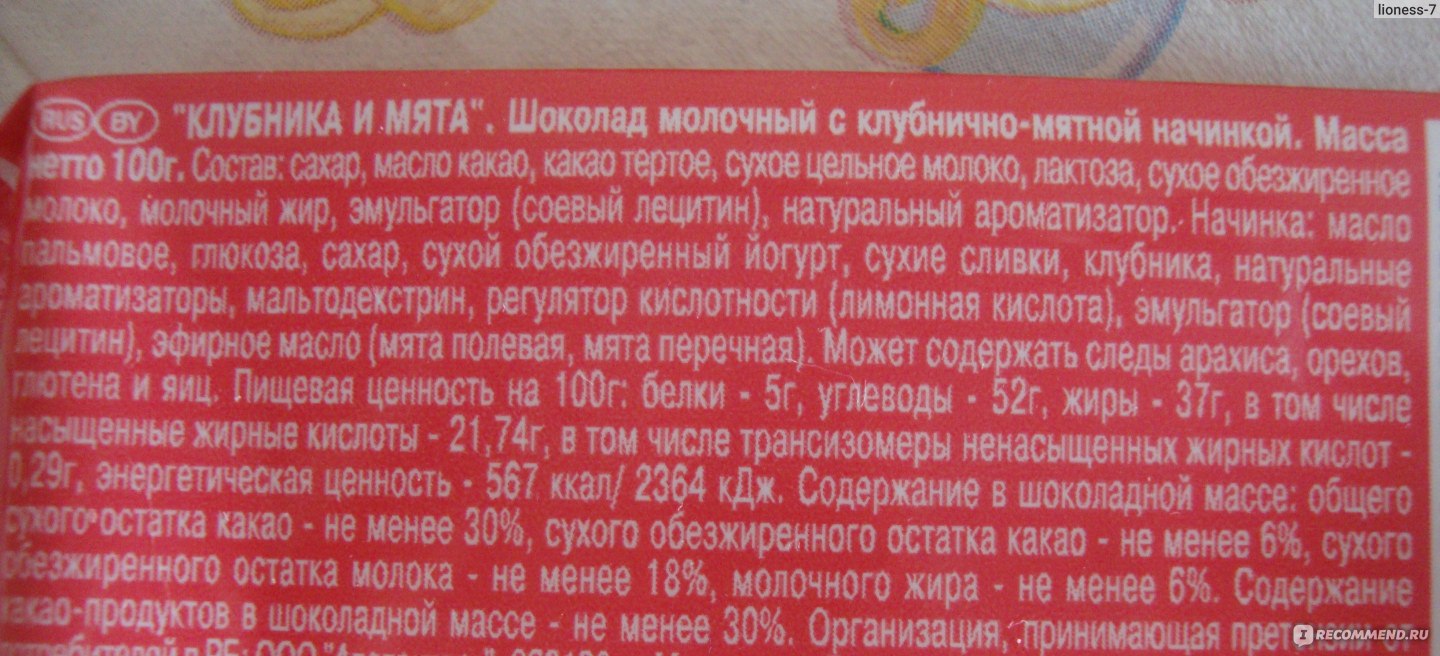 lioness-7
RUS BY "КЛУБНИКА И МЯТА". Шоколад молочный с клубнично-мятной начинкой. Масса
нетто 100г. Состав: сахар, масло какао, какао тертое, сухое цельное молоко, лактоза, сухое обезжиренное
молоко, молочный жир, эмульгатор (соевый лецитин), натуральный ароматизатор. Начинка: масло
пальмовое, глюкоза, сахар, сухой обезжиренный йогурт, сухие сливки, клубника, натуральные
ароматизаторы, мальтодекстрин, регулятор кислотности (лимонная кислота), эмульгатор (соевый
лецитин), эфирное масло (мята полевая, мята перечная). Может содержать следы арахиса, орехов,
глютена и яиц. Пищевая ценность на 100г: белки - 5г, углеводы - 52г, жиры - 37г, в том числе
насыщенные жирные кислоты - 21,74г, в том числе трансизомеры ненасыщенных жирных кислот -
0,29г, энергетическая ценность - 567 ккал/ 2364 кДж. Содержание в шоколадной массе: общего
сухого остатка какао - не менее 30%, сухого обезжиренного остатка какао - не менее 6%, сухого
обезжиренного остатка молока - не менее 18%, молочного жира - не менее 6%. Содержание
какао-продуктов в шоколадной массе - не менее 30%. Организация, принимающая претензии от
потребителей в РБ: ООО
RECOMMEND.RU